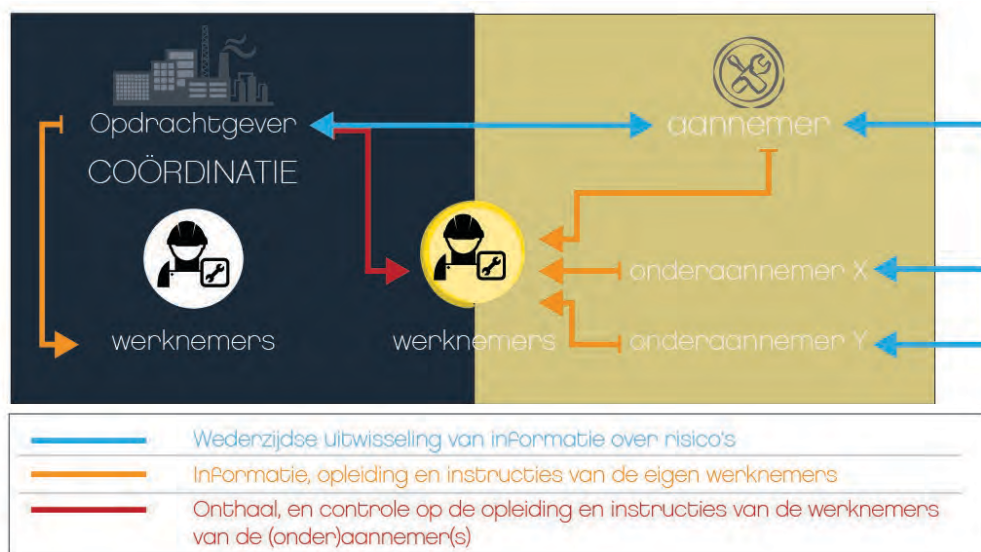 Opdrachtgever
aannemer
COÖRDINATIE
onderaannemer X
werknemers
werknemers
onderaannemer Y
Wederzijdse uitwisseling van informatie over risico's
Informatie, opleiding en instructies van de eigen werknemers
Onthaal, en controle op de opleiding en instructies van de werknemers
van de (onder)aannemer(s)